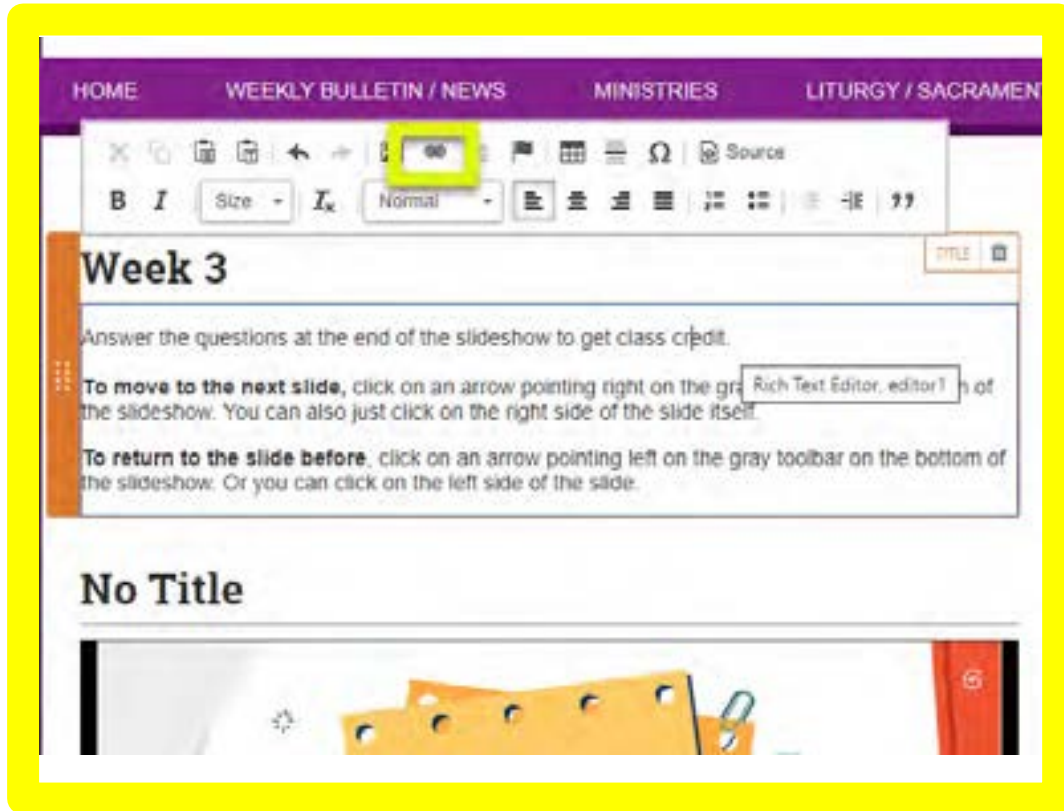 HOME WEEKLY BULLETIN / NEWS MINISTRIES LITURGY / SACRAMEN
Ω Source
B I Size Ix Normal
Week 3 TITLE
Answer the questions at the end of the slideshow to get class credit.
To move to the next slide, click on an arrow pointing right on the gra Rich Text Editor, editor1 m of
the slideshow. You can also just click on the right side of the slide itself.
To return to the slide before, click on an arrow pointing left on the gray toolbar on the bottom of
the slideshow. Or you can click on the left side of the slide.
No Title